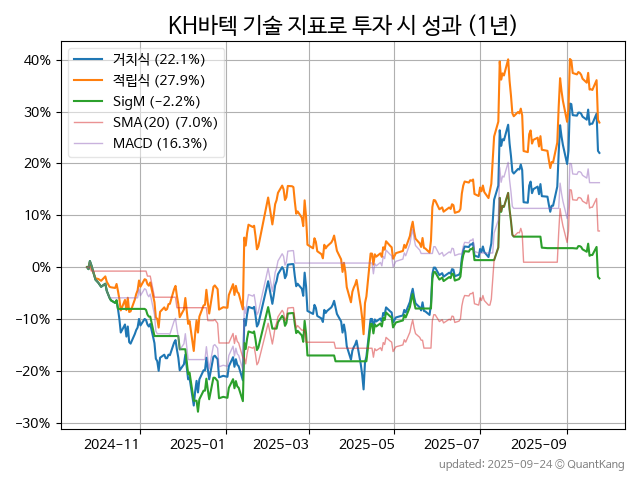 KH바텍 기술 지표로 투자 시 성과 (1년)
거치식 (22.1%)
적립식 (27.9%)
SigM (−2.2%)
SMA(20) (7.0%)
MACD (16.3%)
40%
30%
20%
10%
0%
−10%
−20%
−30%
2024-11 2025-01 2025-03 2025-05 2025-07 2025-09
updated: 2025-09-24 © QuantKang